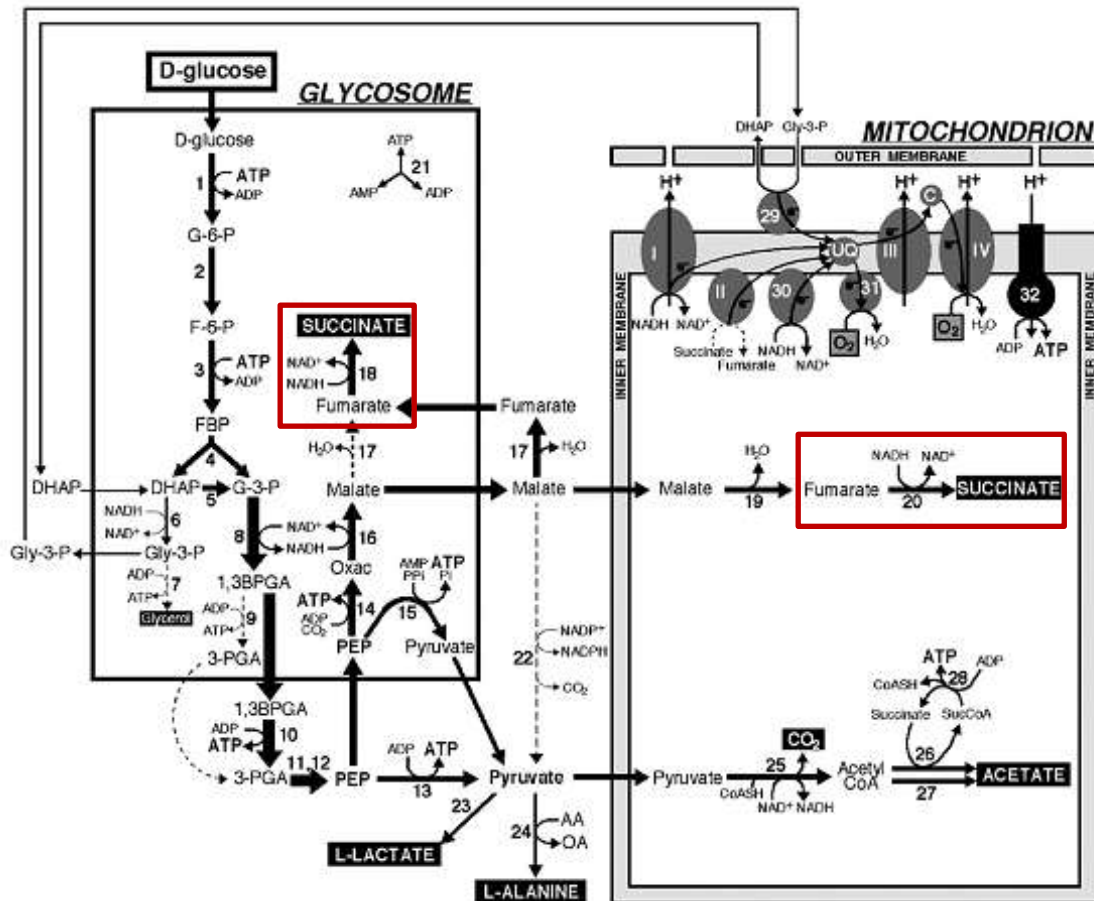 D-glucose
GLYCOSOME
D-glucose
1
ATP
ADP
G-6-P
2
F-6-P
3
ATP
ADP
FBP
4
DHAP
DHAP
5
G-3-P
NADH
NAD+
6
Gly-3-P
Gly-3-P
ADP
ATP
7
Glycerol
8
NAD+
NADH
1,3BPGA
ADP
ATP
9
3-PGA
1,3BPGA
ADP
ATP
10
3-PGA
11,12
PEP
ATP
AMP
ADP
21
SUCCINATE
NAD+
NADH
18
Fumarate
H2O
17
Malate
16
Oxac
ATP
ADP
CO2
14
PEP
AMP
PPi
ATP
Pi
15
Pyruvate
Fumarate
17
H2O
Malate
NADP+
NADPH
22
CO2
ADP
ATP
13
Pyruvate
23
L-LACTATE
24
AA
OA
L-ALANINE
DHAP
Gly-3-P
MITOCHONDRION
OUTER MEMBRANE
H+
H+
H+
H+
29
C
I
UQ
III
IV
II
30
31
32
e-
e-
e-
e-
e-
NADH
NAD+
Succinate
Fumarate
NADH
NAD+
O2
H2O
O2
H2O
ADP
ATP
INNER MEMBRANE
INNER MEMBRANE
Malate
H2O
19
Fumarate
NADH
NAD+
20
SUCCINATE
Pyruvate
CO2
25
CoASH
NAD+
NADH
Acetyl
CoA
ATP
ADP
28
CoASH
Succinate
SucCoA
26
27
ACETATE